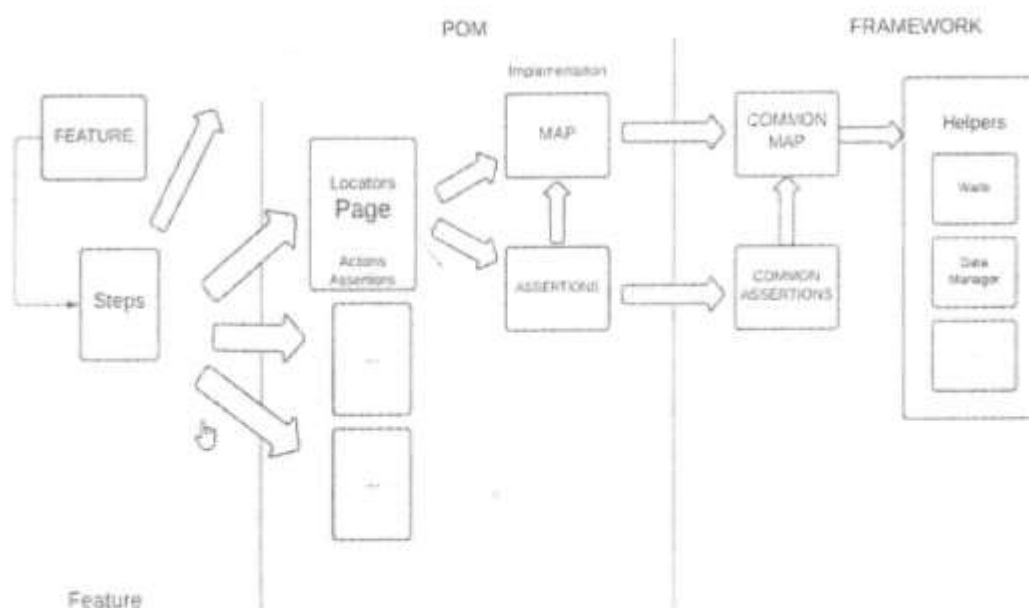 POM
FRAMEWORK
Implementation
FEATURE
MAP
COMMON
MAP
Helpers
Locators
Page
Actions
Assertions
Waits
Steps
ASSERTIONS
COMMON
ASSERTIONS
Data
Manager
...
...
Feature